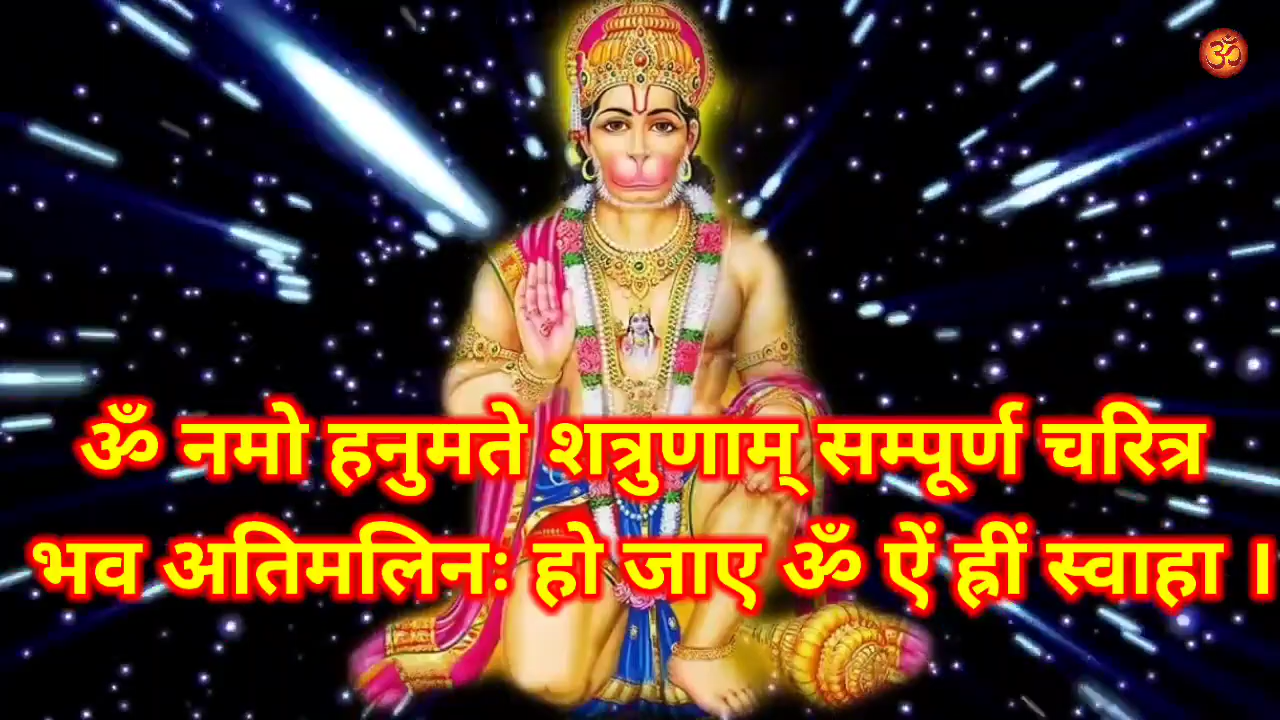 ॐ
ॐ नमो हनुमते शत्रुणाम् सम्पूर्ण चरित्र
भव अतिमलिनः हो जाए ॐ ऐं ह्रीं स्वाहा ।